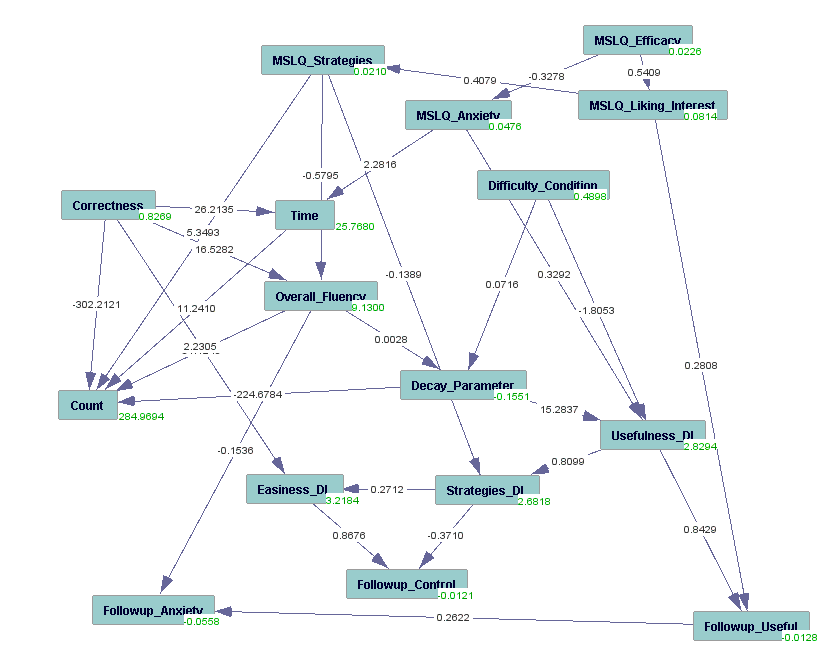 MSLQ_Efficacy
0.0226
MSLQ_Strategies
0.0210
-0.3278
0.5409
0.4079
MSLQ_Liking_Interest
0.0814
MSLQ_Anxiety
0.0476
2.2816
-0.5795
Difficulty_Condition
0.4898
Correctness
0.8269
26.2135
Time
25.7680
5.3493
16.5282
-0.1389
0.3292
0.0716
Overall_Fluency
9.1300
-302.2121
11.2410
-1.8053
0.0028
2.2305
0.2808
Decay_Parameter
-0.1551
-224.6784
Count
284.9694
15.2837
Usefulness_DI
2.8294
-0.1536
0.8099
Easiness_DI
3.2184
0.2712
Strategies_DI
2.6818
0.8676
-0.3710
0.8429
Followup_Control
-0.0121
Followup_Anxiety
-0.0558
0.2622
Followup_Useful
-0.0128